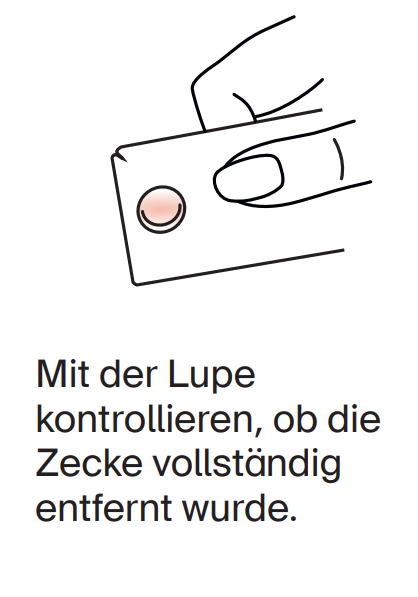 Mit der Lupe
kontrollieren, ob die
Zecke vollständig
entfernt wurde.